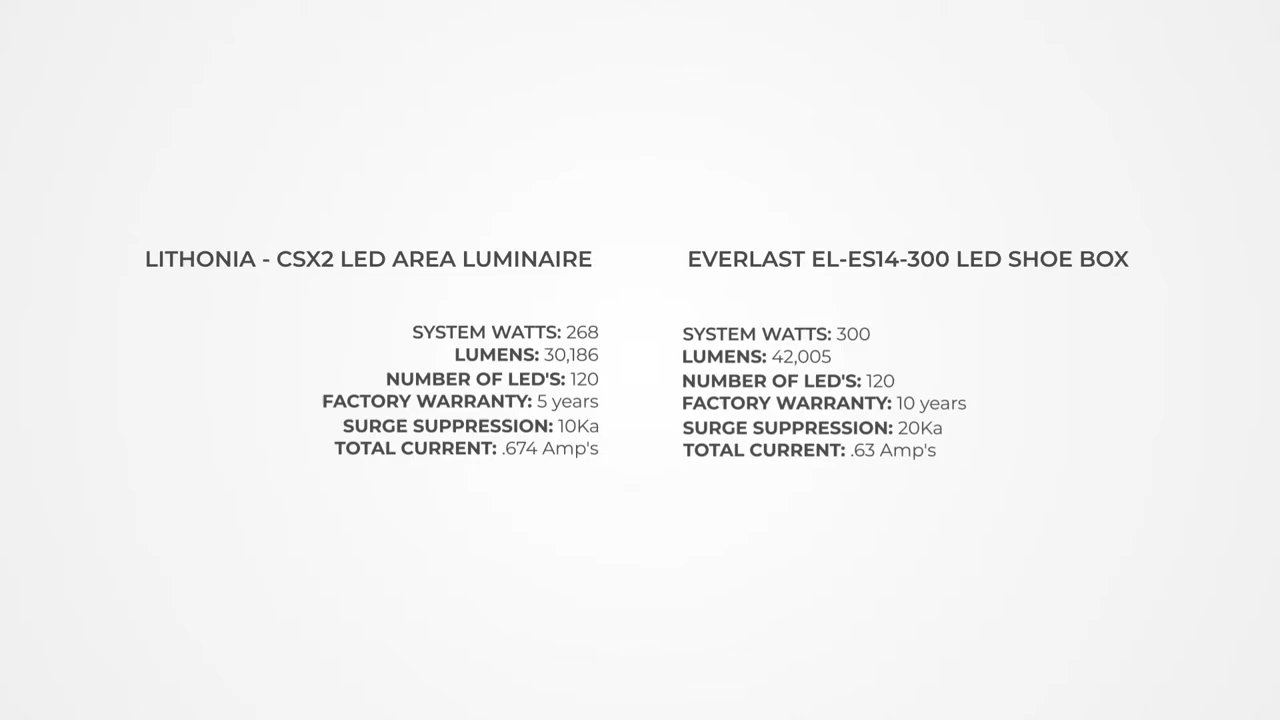 LITHONIA - CSX2 LED AREA LUMINAIRE
SYSTEM WATTS: 268
LUMENS: 30,186
NUMBER OF LED'S: 120
FACTORY WARRANTY: 5 years
SURGE SUPPRESSION: 10Ka
TOTAL CURRENT: .674 Amp's
EVERLAST EL-ES14-300 LED SHOE BOX
SYSTEM WATTS: 300
LUMENS: 42,005
NUMBER OF LED'S: 120
FACTORY WARRANTY: 10 years
SURGE SUPPRESSION: 20Ka
TOTAL CURRENT: .63 Amp's